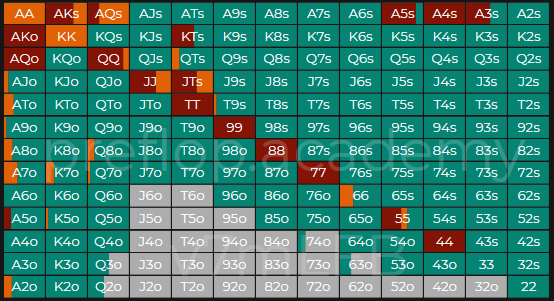 AA AKs AQs AJs ATs A9s A8s A7s A6s A5s A4s A3s A2s
AKo KK KQs KJs KTs K9s K8s K7s K6s K5s K4s K3s K2s
AQo KQo QQ QJs QTs Q9s Q8s Q7s Q6s Q5s Q4s Q3s Q2s
AJo KJo QJo JJ JTs J9s J8s J7s J6s J5s J4s J3s J2s
ATo KTo QTo JTo TT T9s T8s T7s T6s T5s T4s T3s T2s
A9o K9o Q9o J9o T9o 99 98s 97s 96s 95s 94s 93s 92s
A8o K8o Q8o J8o T8o 98o 88 87s 86s 85s 84s 83s 82s
preflop.academy
A7o K7o Q7o J7o T7o 97o 87o 77 76s 75s 74s 73s 72s
A6o K6o Q6o J6o T6o 96o 86o 76o 66 65s 64s 63s 62s
A5o K5o Q5o J5o T5o 95o 85o 75o 65o 55 54s 53s 52s
A4o K4o Q4o J4o T4o 94o 84o 74o 64o 54o 44 43s 42s
A3o K3o Q3o J3o T3o 93o 83o 73o 63o 53o 43o 33 32s
A2o K2o Q2o J2o T2o 92o 82o 72o 62o 52o 42o 32o 22